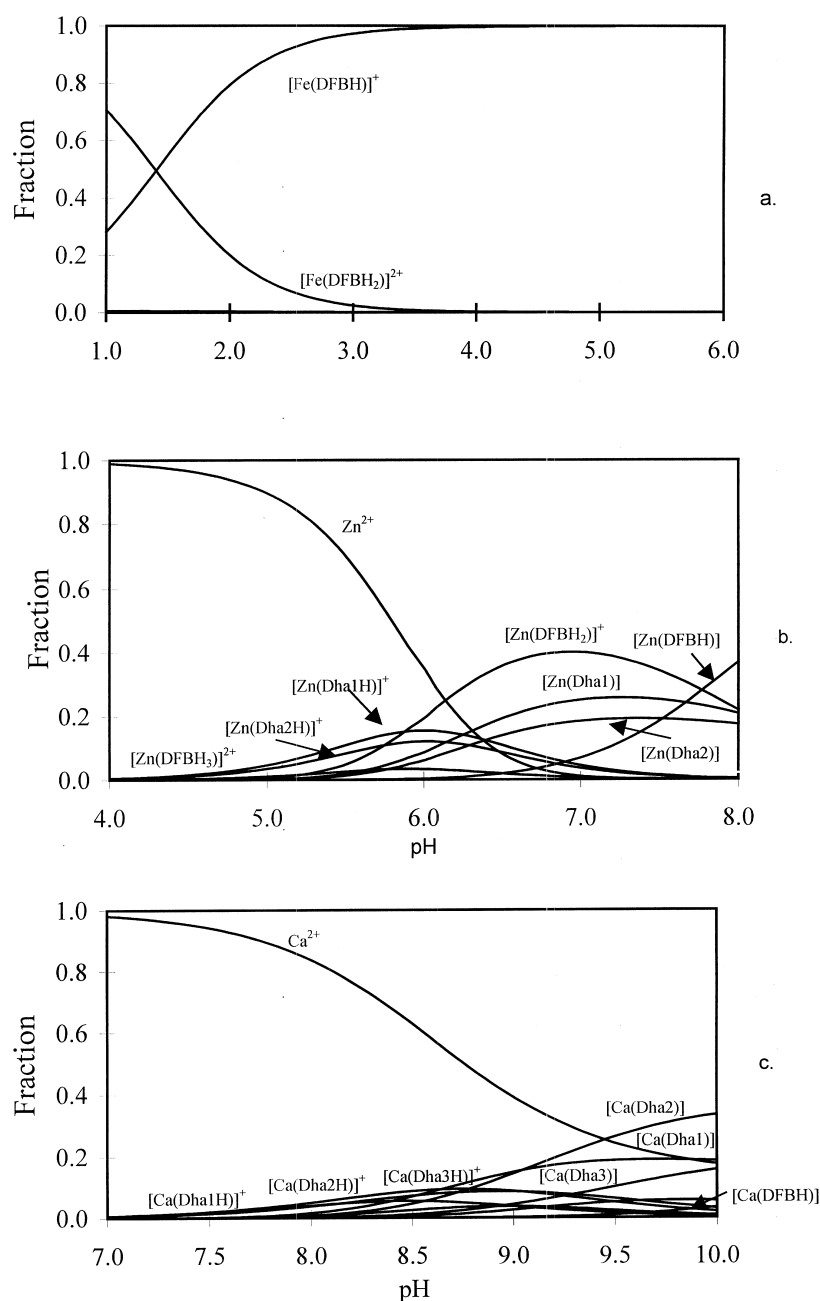 1.0
[Fe(DFBH)]⁺
0.8
0.6
Fraction
a.
0.4
0.2
[Fe(DFBH₂)]²⁺
0.0
1.0 2.0 3.0 4.0 5.0 6.0
1.0
Zn²⁺
0.8
0.6
[Zn(DFBH₂)]⁺
[Zn(DFBH)]
b.
Fraction
0.4
[Zn(Dha1H)]⁺
[Zn(Dha1)]
0.2
[Zn(Dha2H)]⁺
[Zn(DFBH₃)]²⁺
[Zn(Dha2)]
0.0
4.0 5.0 6.0 7.0 8.0
pH
1.0
Ca²⁺
0.8
0.6
Fraction
c.
0.4
[Ca(Dha2)]
[Ca(Dha1)]
0.2
[Ca(Dha1H)]⁺ [Ca(Dha2H)]⁺ [Ca(Dha3H)]⁺ [Ca(Dha3)]
[Ca(DFBH)]
0.0
7.0 7.5 8.0 8.5 9.0 9.5 10.0
pH